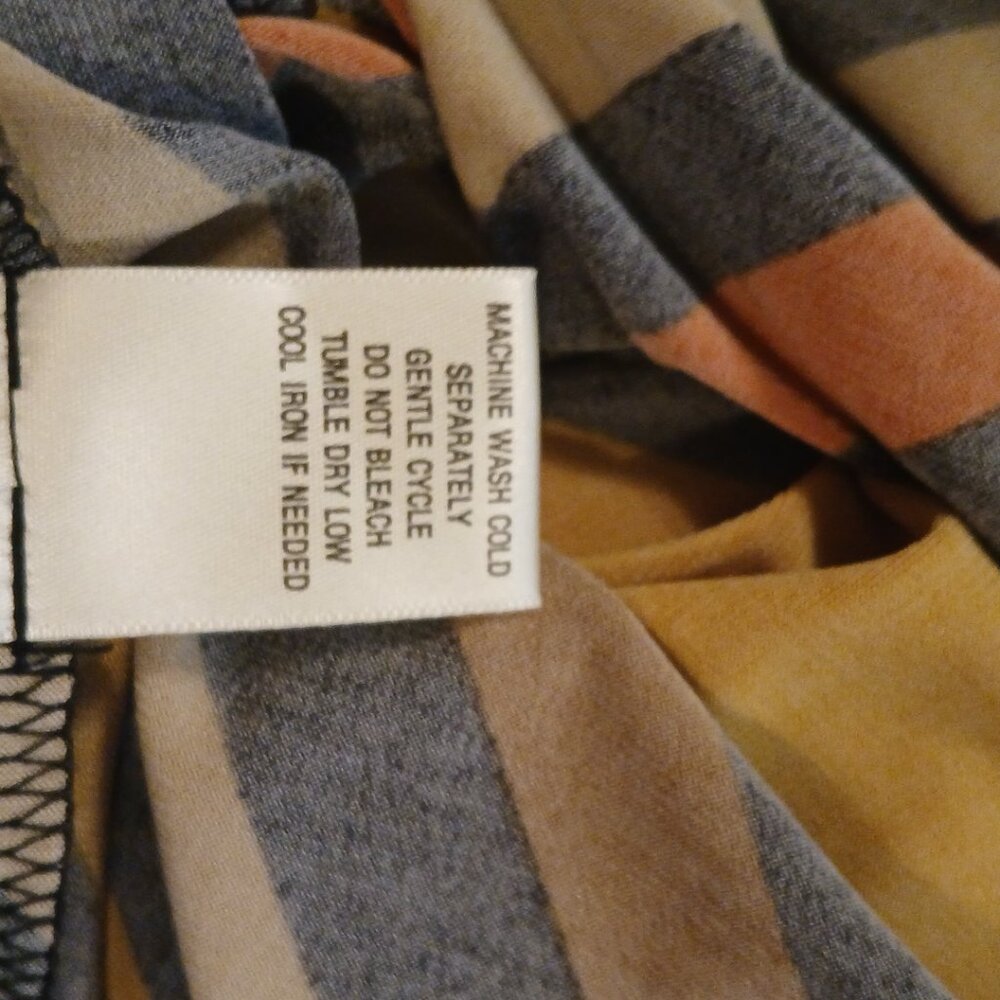 MACHINE WASH COLD
SEPARATELY
GENTLE CYCLE
DO NOT BLEACH
TUMBLE DRY LOW
COOL IRON IF NEEDED